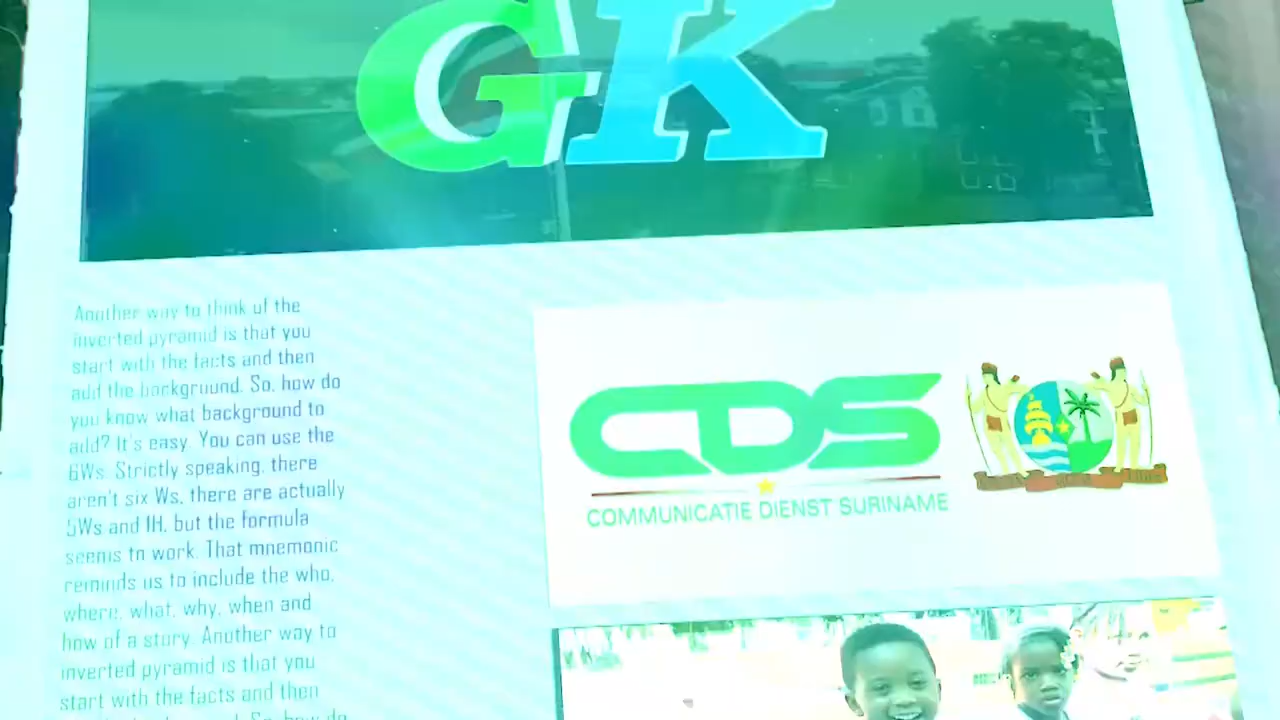 GK
Another way to think of the
inverted pyramid is that you
start with the facts and then
add the background. So, how do
you know what background to
add? It's easy. You can use the
6Ws. Strictly speaking, there
aren't six Ws, there are actually
5Ws and 1H, but the formula
seems to work. That mnemonic
reminds us to include the who,
where, what, why, when and
how of a story. Another way to
inverted pyramid is that you
start with the facts and then
CDS
COMMUNICATIE DIENST SURINAME